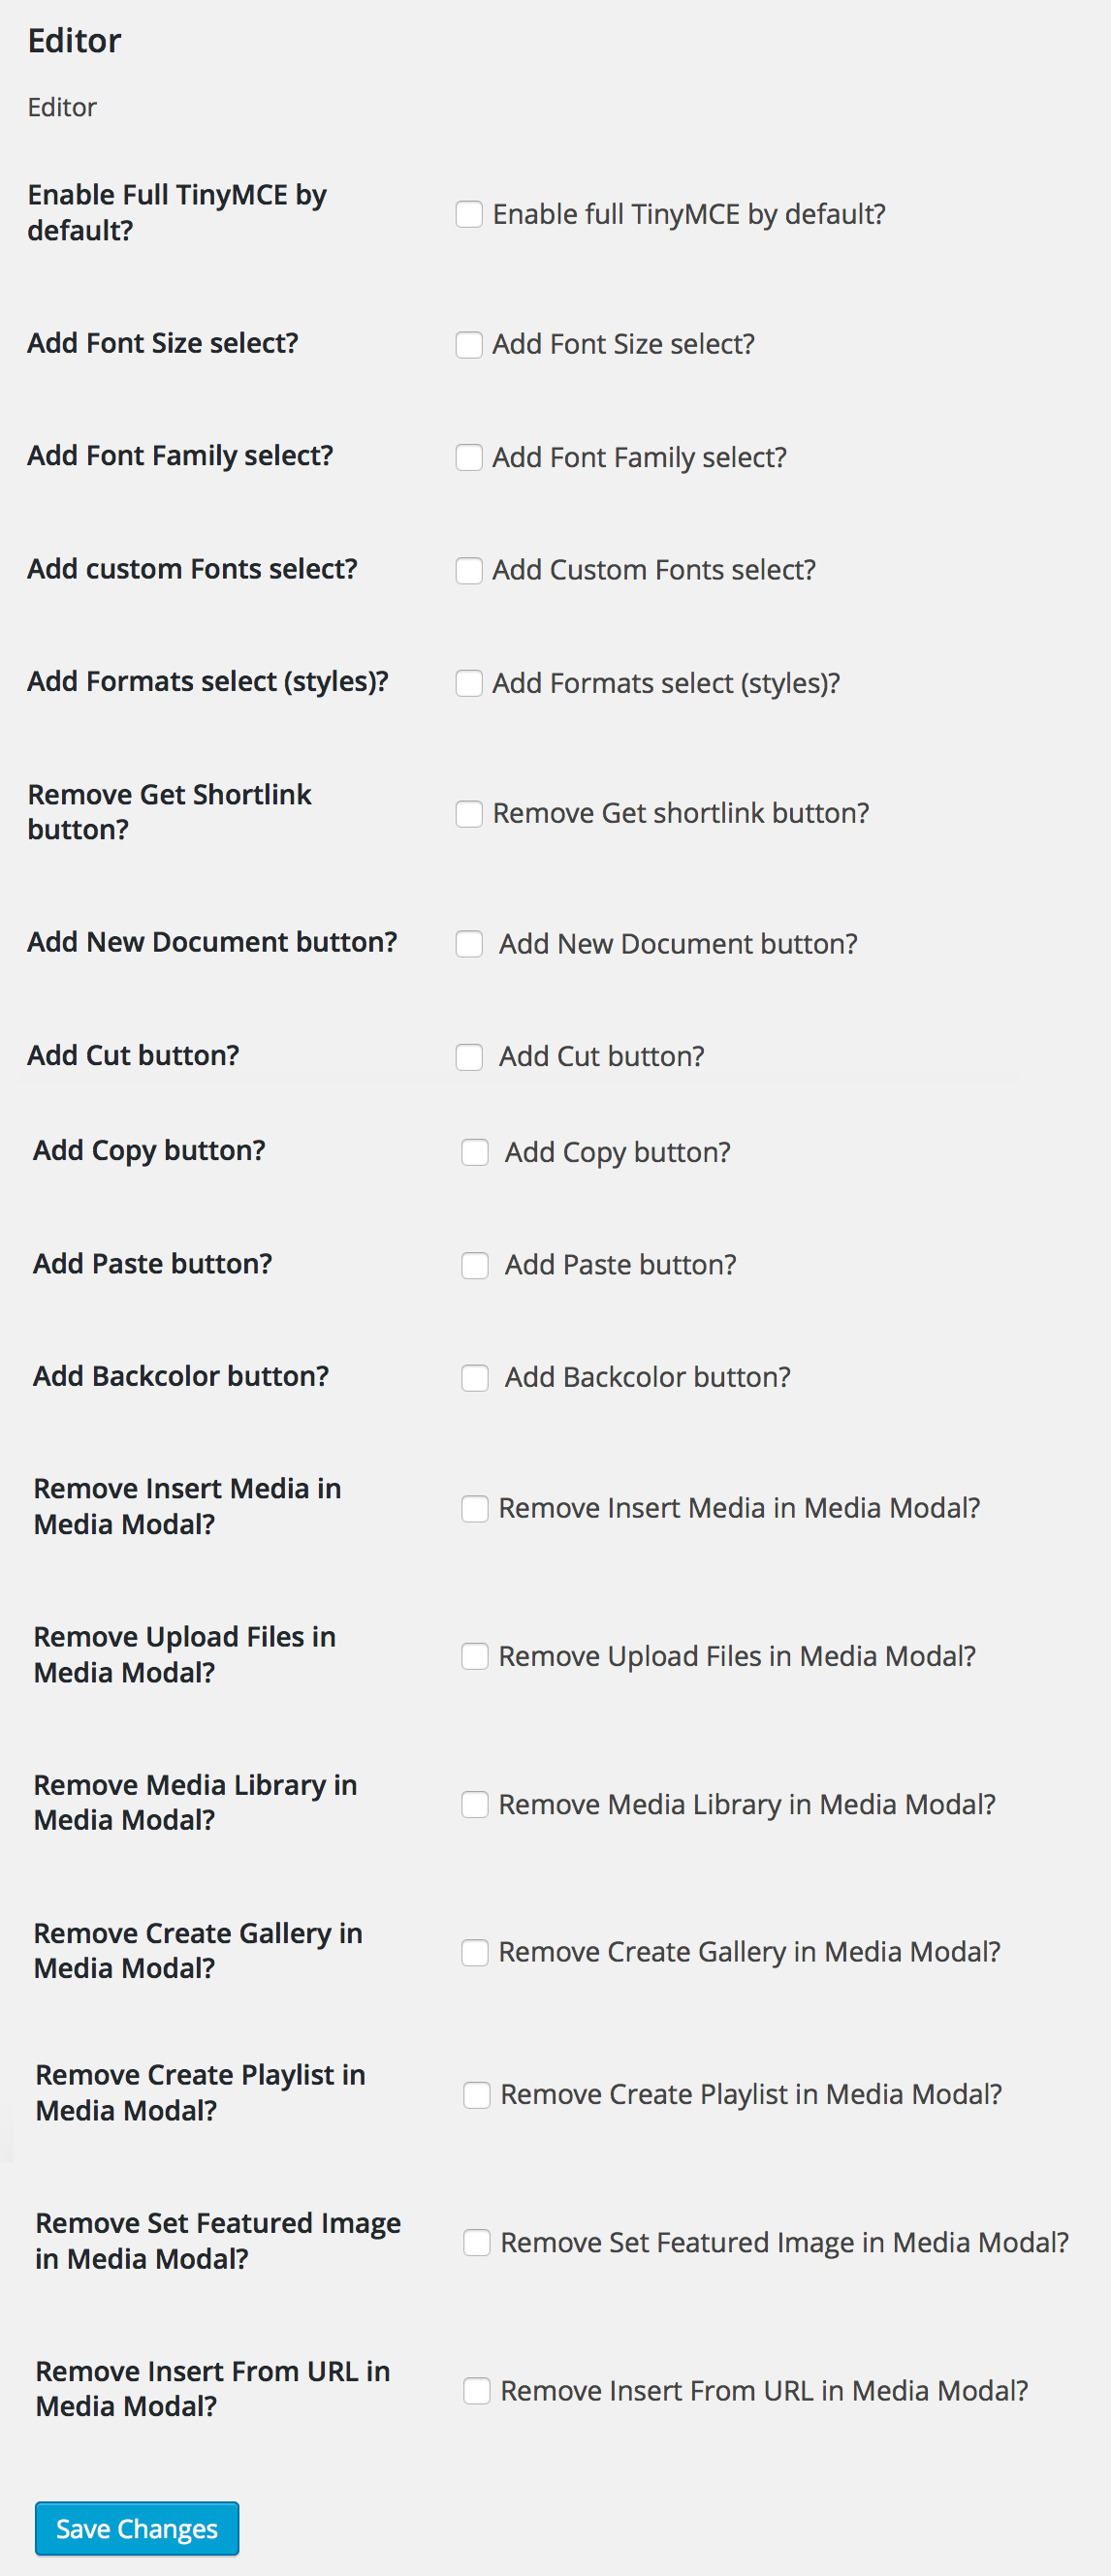 Editor
Editor
Enable Full TinyMCE by
default?
Enable full TinyMCE by default?
Add Font Size select?
Add Font Size select?
Add Font Family select?
Add Font Family select?
Add custom Fonts select?
Add Custom Fonts select?
Add Formats select (styles)?
Add Formats select (styles)?
Remove Get Shortlink
button?
Remove Get shortlink button?
Add New Document button?
Add New Document button?
Add Cut button?
Add Cut button?
Add Copy button?
Add Copy button?
Add Paste button?
Add Paste button?
Add Backcolor button?
Add Backcolor button?
Remove Insert Media in
Media Modal?
Remove Insert Media in Media Modal?
Remove Upload Files in
Media Modal?
Remove Upload Files in Media Modal?
Remove Media Library in
Media Modal?
Remove Media Library in Media Modal?
Remove Create Gallery in
Media Modal?
Remove Create Gallery in Media Modal?
Remove Create Playlist in
Media Modal?
Remove Create Playlist in Media Modal?
Remove Set Featured Image
in Media Modal?
Remove Set Featured Image in Media Modal?
Remove Insert From URL in
Media Modal?
Remove Insert From URL in Media Modal?
Save Changes